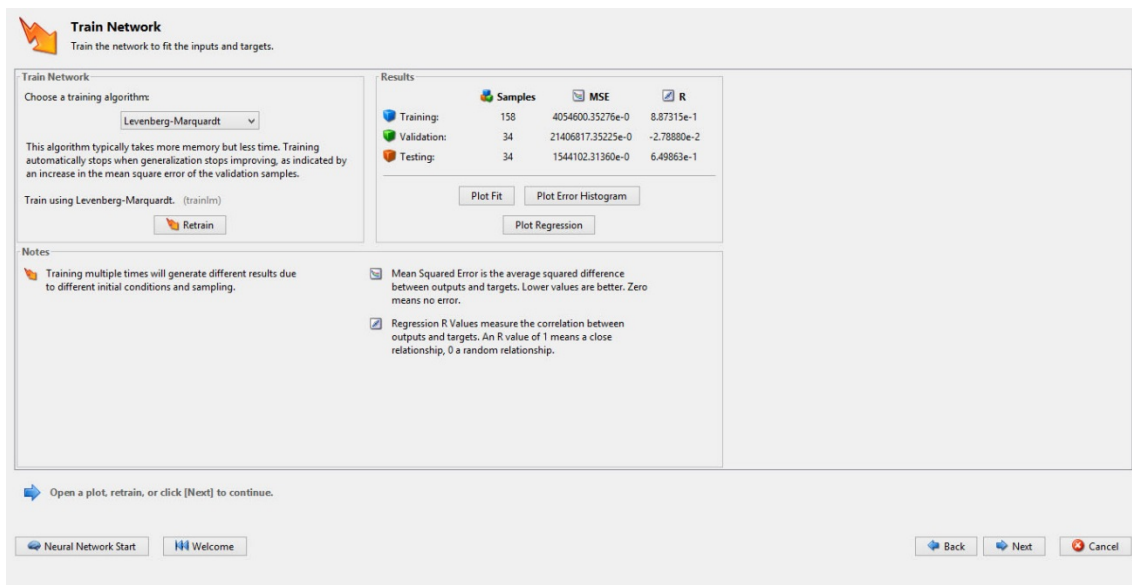 Train Network
Train the network to fit the inputs and targets.
Train Network
Choose a training algorithm:
Levenberg-Marquardt
This algorithm typically takes more memory but less time. Training
automatically stops when generalization stops improving, as indicated by
an increase in the mean square error of the validation samples.
Train using Levenberg-Marquardt. (trainlm)
Retrain
Results
Samples MSE R
Training: 158 4054600.35276e-0 8.87315e-1
Validation: 34 21406817.35225e-0 -2.78880e-2
Testing: 34 1544102.31360e-0 6.49863e-1
Plot Fit Plot Error Histogram
Plot Regression
Notes
Training multiple times will generate different results due
to different initial conditions and sampling.
Mean Squared Error is the average squared difference
between outputs and targets. Lower values are better. Zero
means no error.
Regression R Values measure the correlation between
outputs and targets. An R value of 1 means a close
relationship, 0 a random relationship.
Open a plot, retrain, or click [Next] to continue.
Neural Network Start Welcome Back Next Cancel